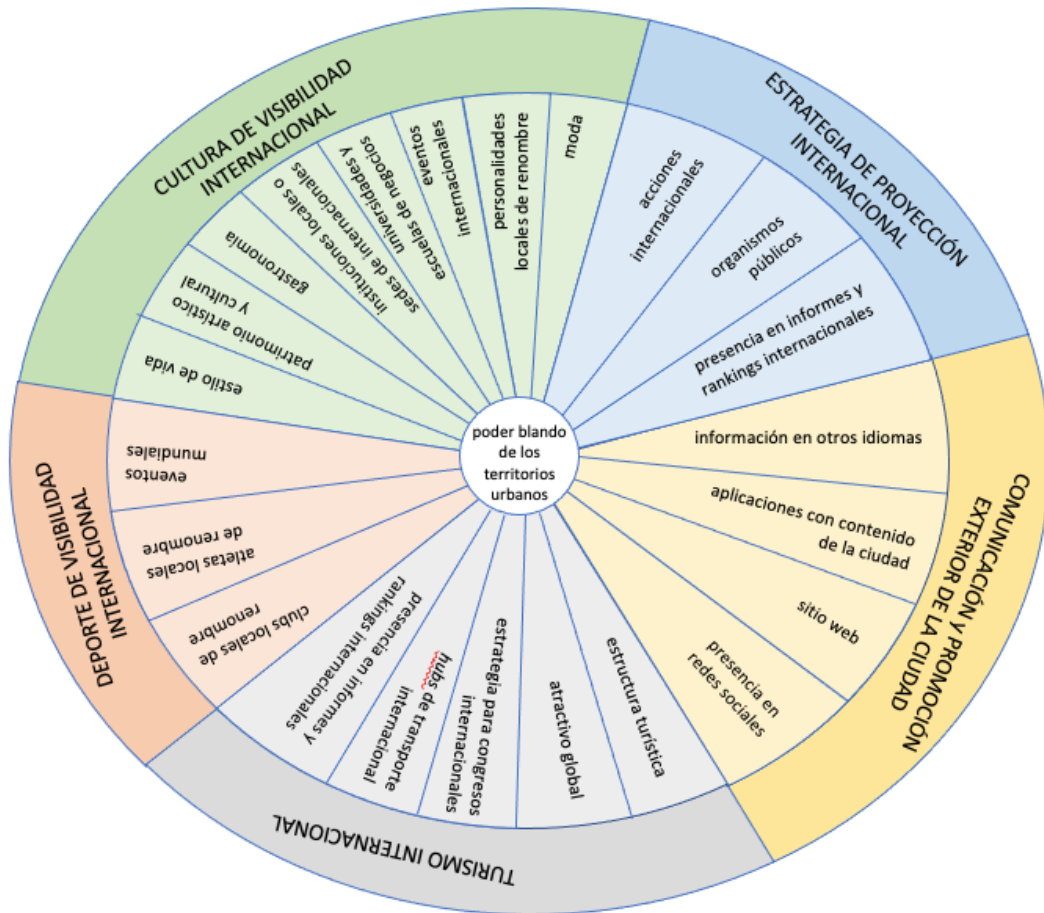 CULTURA DE VISIBILIDAD
INTERNACIONAL
estilo de vida
patrimonio artístico
y cultural
gastronomía
instituciones locales o
sedes de internacionales
universidades y
escuelas de negocios
eventos
internacionales
personalidades
locales de renombre
moda
ESTRATEGIA DE PROYECCIÓN
INTERNACIONAL
acciones
internacionales
organismos
públicos
presencia en informes y
rankings internacionales
COMUNICACIÓN Y PROMOCIÓN
EXTERIOR DE LA CIUDAD
información en otros idiomas
aplicaciones con contenido
de la ciudad
sitio web
presencia en
redes sociales
TURISMO INTERNACIONAL
estructura turística
atractivo global
estrategia para congresos
internacionales
hubs de transporte
internacional
presencia en informes y
rankings internacionales
DEPORTE DE VISIBILIDAD
INTERNACIONAL
clubs locales de
renombre
atletas locales
de renombre
eventos
mundiales
poder blando
de los
territorios
urbanos